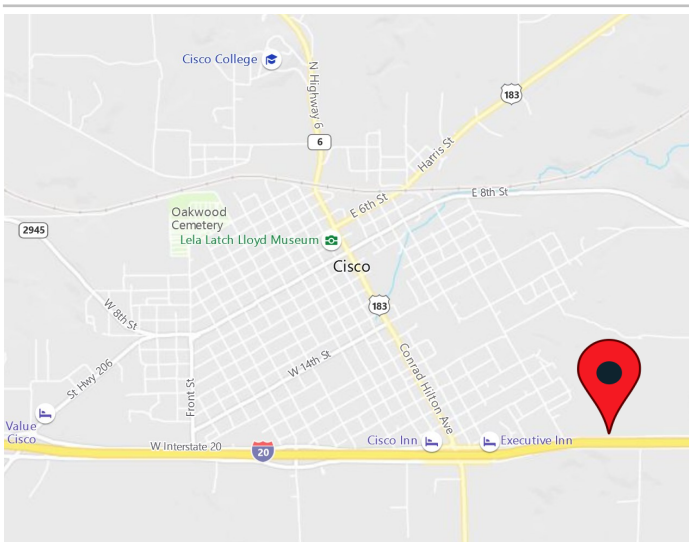 Cisco College
N Highway 6
183
6
Harris St
E 6th St
E 8th St
Oakwood
Cemetery
2945
Lela Latch Lloyd Museum
Cisco
183
W 8th St
W 14th St
Conrad Hilton Ave
St Hwy 206
Front St
Value
Cisco
W Interstate 20
20
Cisco Inn
Executive Inn